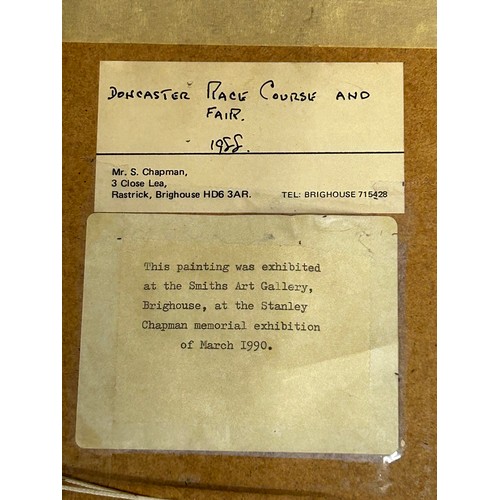 DONCASTER RACE COURSE AND
FAIR.
1988.
Mr. S. Chapman,
3 Close Lea,
Rastrick, Brighouse HD6 3AR. TEL: BRIGHOUSE 715428
This painting was exhibited
at the Smiths Art Gallery,
Brighouse, at the Stanley
Chapman memorial exhibition
of March 1990.